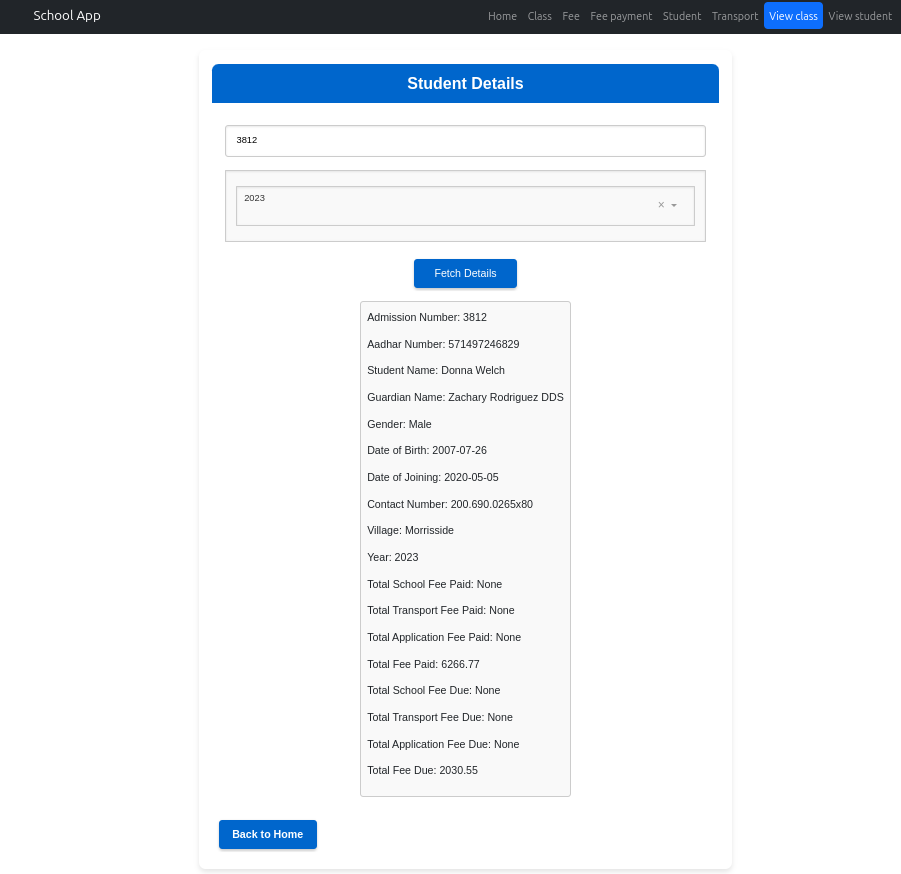 School App
Home Class Fee Fee payment Student Transport View class View student
Student Details
3812
2023 ×
Fetch Details
Admission Number: 3812
Aadhar Number: 571497246829
Student Name: Donna Welch
Guardian Name: Zachary Rodriguez DDS
Gender: Male
Date of Birth: 2007-07-26
Date of Joining: 2020-05-05
Contact Number: 200.690.0265x80
Village: Morrisside
Year: 2023
Total School Fee Paid: None
Total Transport Fee Paid: None
Total Application Fee Paid: None
Total Fee Paid: 6266.77
Total School Fee Due: None
Total Transport Fee Due: None
Total Application Fee Due: None
Total Fee Due: 2030.55
Back to Home